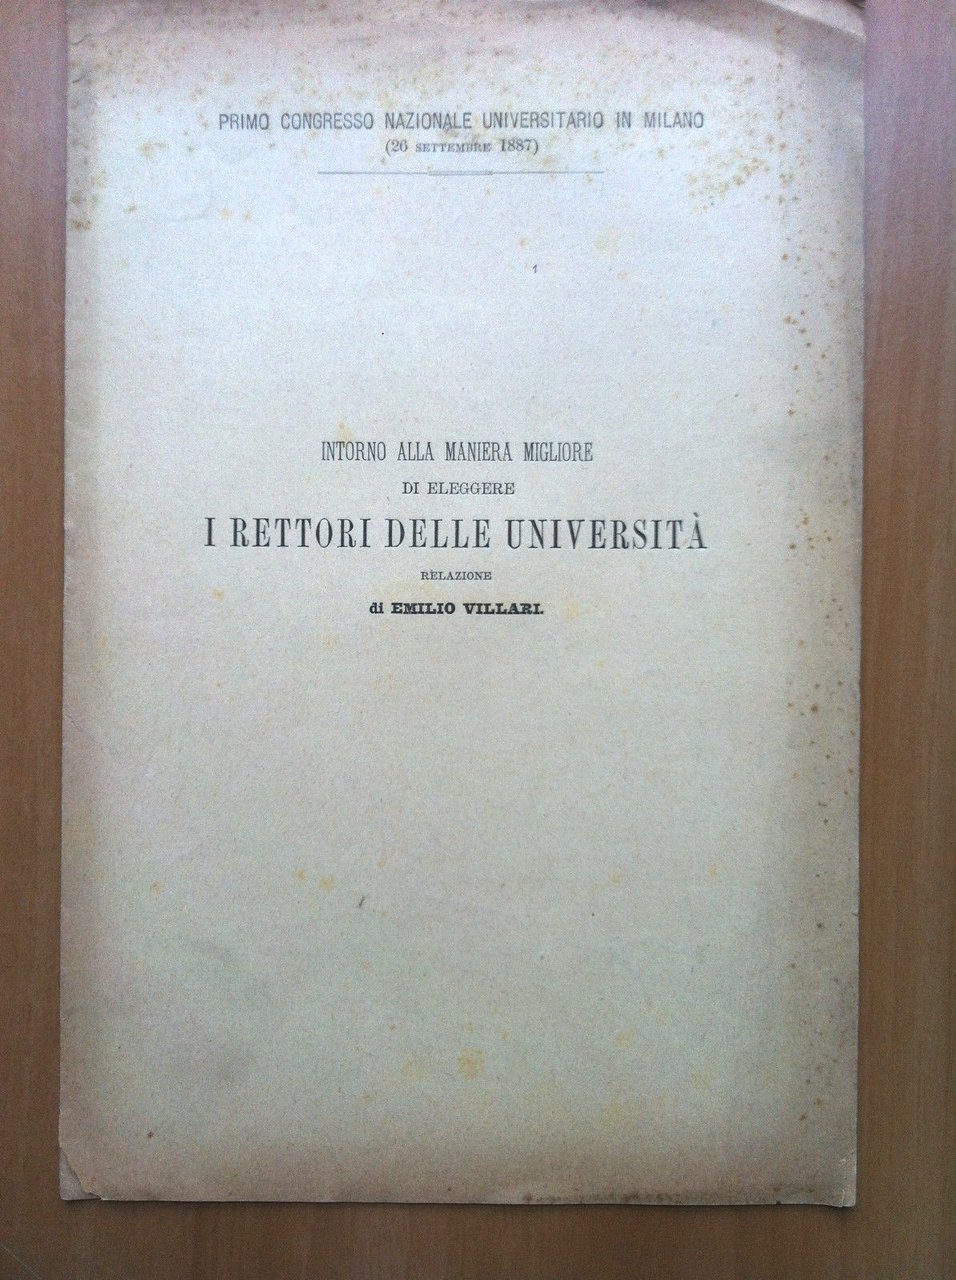 PRIMO CONGRESSO NAZIONALE UNIVERSITARIO IN MILANO
(26 SETTEMBRE 1887)
1
INTORNO ALLA MANIERA MIGLIORE
DI ELEGGERE
I RETTORI DELLE UNIVERSITÀ
RELAZIONE
di EMILIO VILLARI.